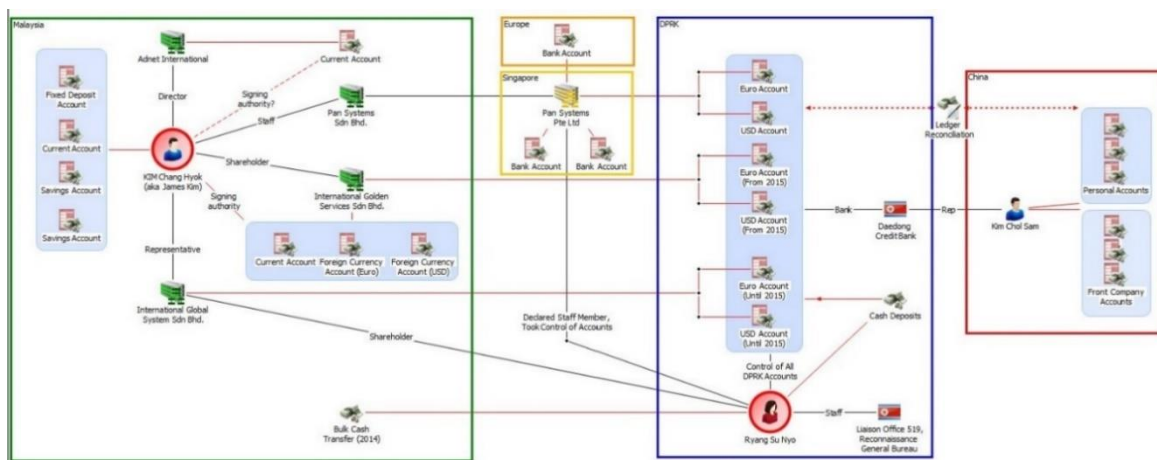 Malaysia
Adnet International
Current Account
Fixed Deposit
Account
Current Account
Savings Account
Savings Account
Director
Signing
authority?
Staff
Pan Systems
Sdn Bhd.
KIM Chang Hyok
(aka James Kim)
Shareholder
Signing
authority
International Golden
Services Sdn Bhd.
Current Account
Foreign Currency
Account (Euro)
Foreign Currency
Account (USD)
Representative
International Global
System Sdn Bhd.
Shareholder
Bulk Cash
Transfer (2014)
Europe
Bank Account
Singapore
Pan Systems
Pte Ltd
Bank Account
Bank Account
Declared Staff Member,
Took Control of Accounts
DPRK
Euro Account
USD Account
Euro Account
(From 2015)
USD Account
(From 2015)
Euro Account
(Until 2015)
USD Account
(Until 2015)
Control of All
DPRK Accounts
Ryang Su Nyo
Staff
Liaison Office 519,
Reconnaissance
General Bureau
Cash Deposits
Bank
Daedong
Credit Bank
Rep
Ledger
Reconciliation
China
Personal Accounts
Kim Chol Sam
Front Company
Accounts